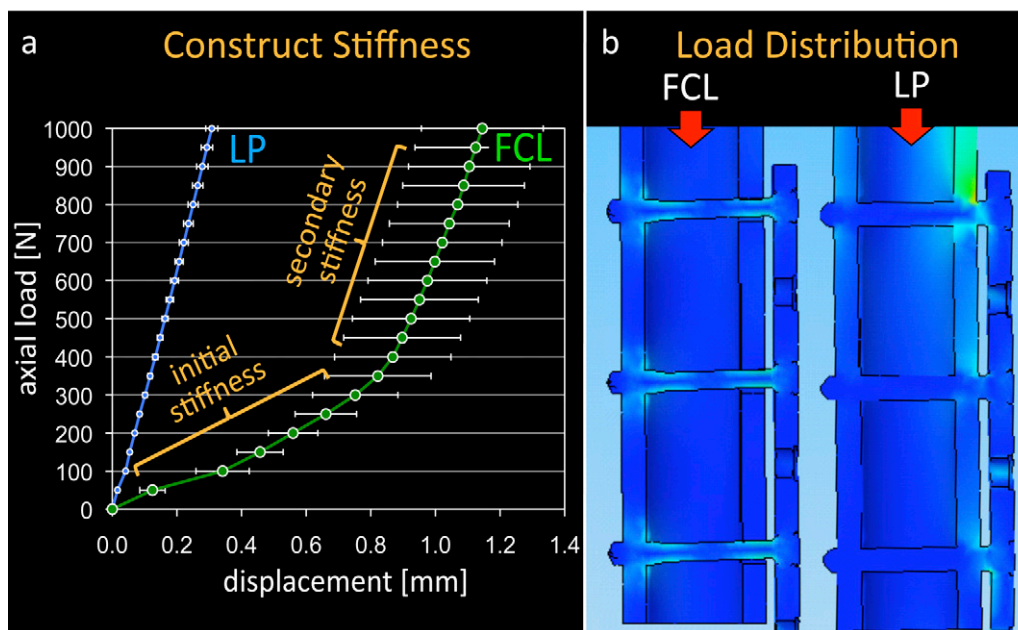 a
Construct Stiffness
1000
900
800
700
600
500
400
300
200
100
0
axial load [N]
LP
FCL
secondary
stiffness
initial
stiffness
0.0 0.2 0.4 0.6 0.8 1.0 1.2 1.4
displacement [mm]
b
Load Distribution
FCL LP